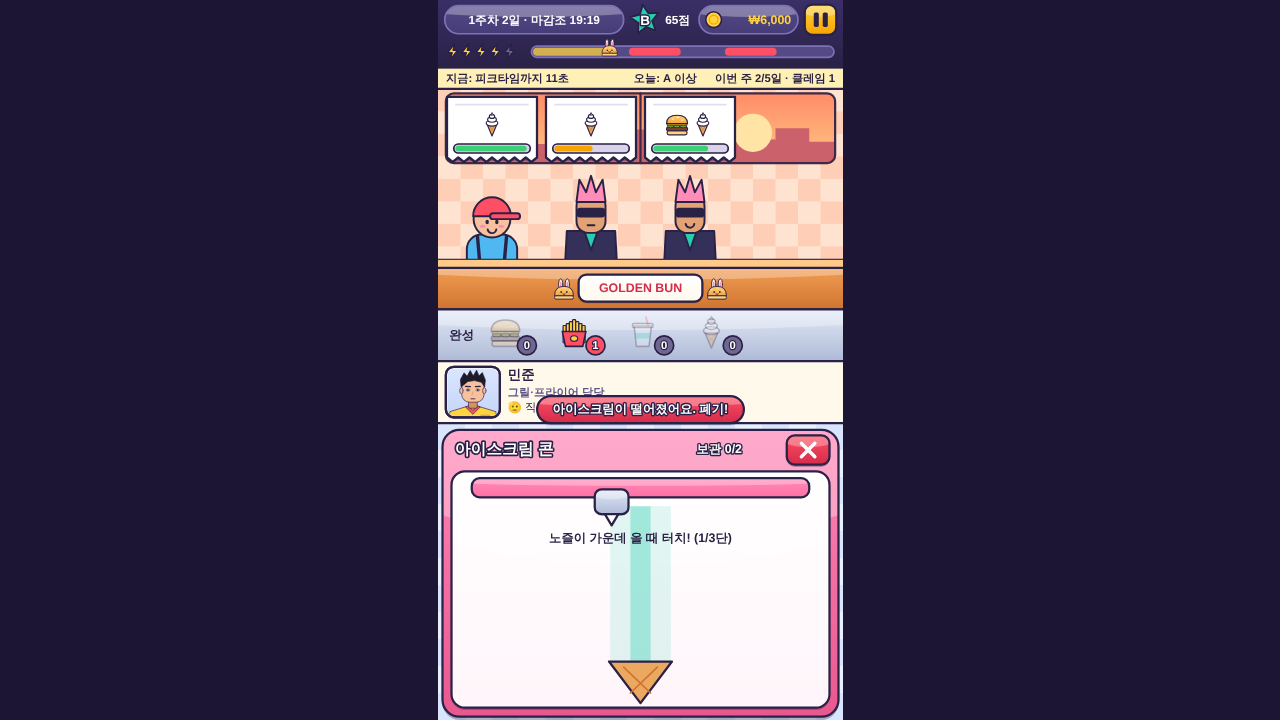 1주차 2일 · 마감조 19:19
B
65점
₩6,000
지금: 피크타임까지 11초
오늘: A 이상
이번 주 2/5일 · 클레임 1
GOLDEN BUN
완성
0
1
0
0
민준
그릴·프라이어 담당
직
아이스크림이 떨어졌어요. 폐기!
아이스크림 콘
보관 0/2
노즐이 가운데 올 때 터치! (1/3단)